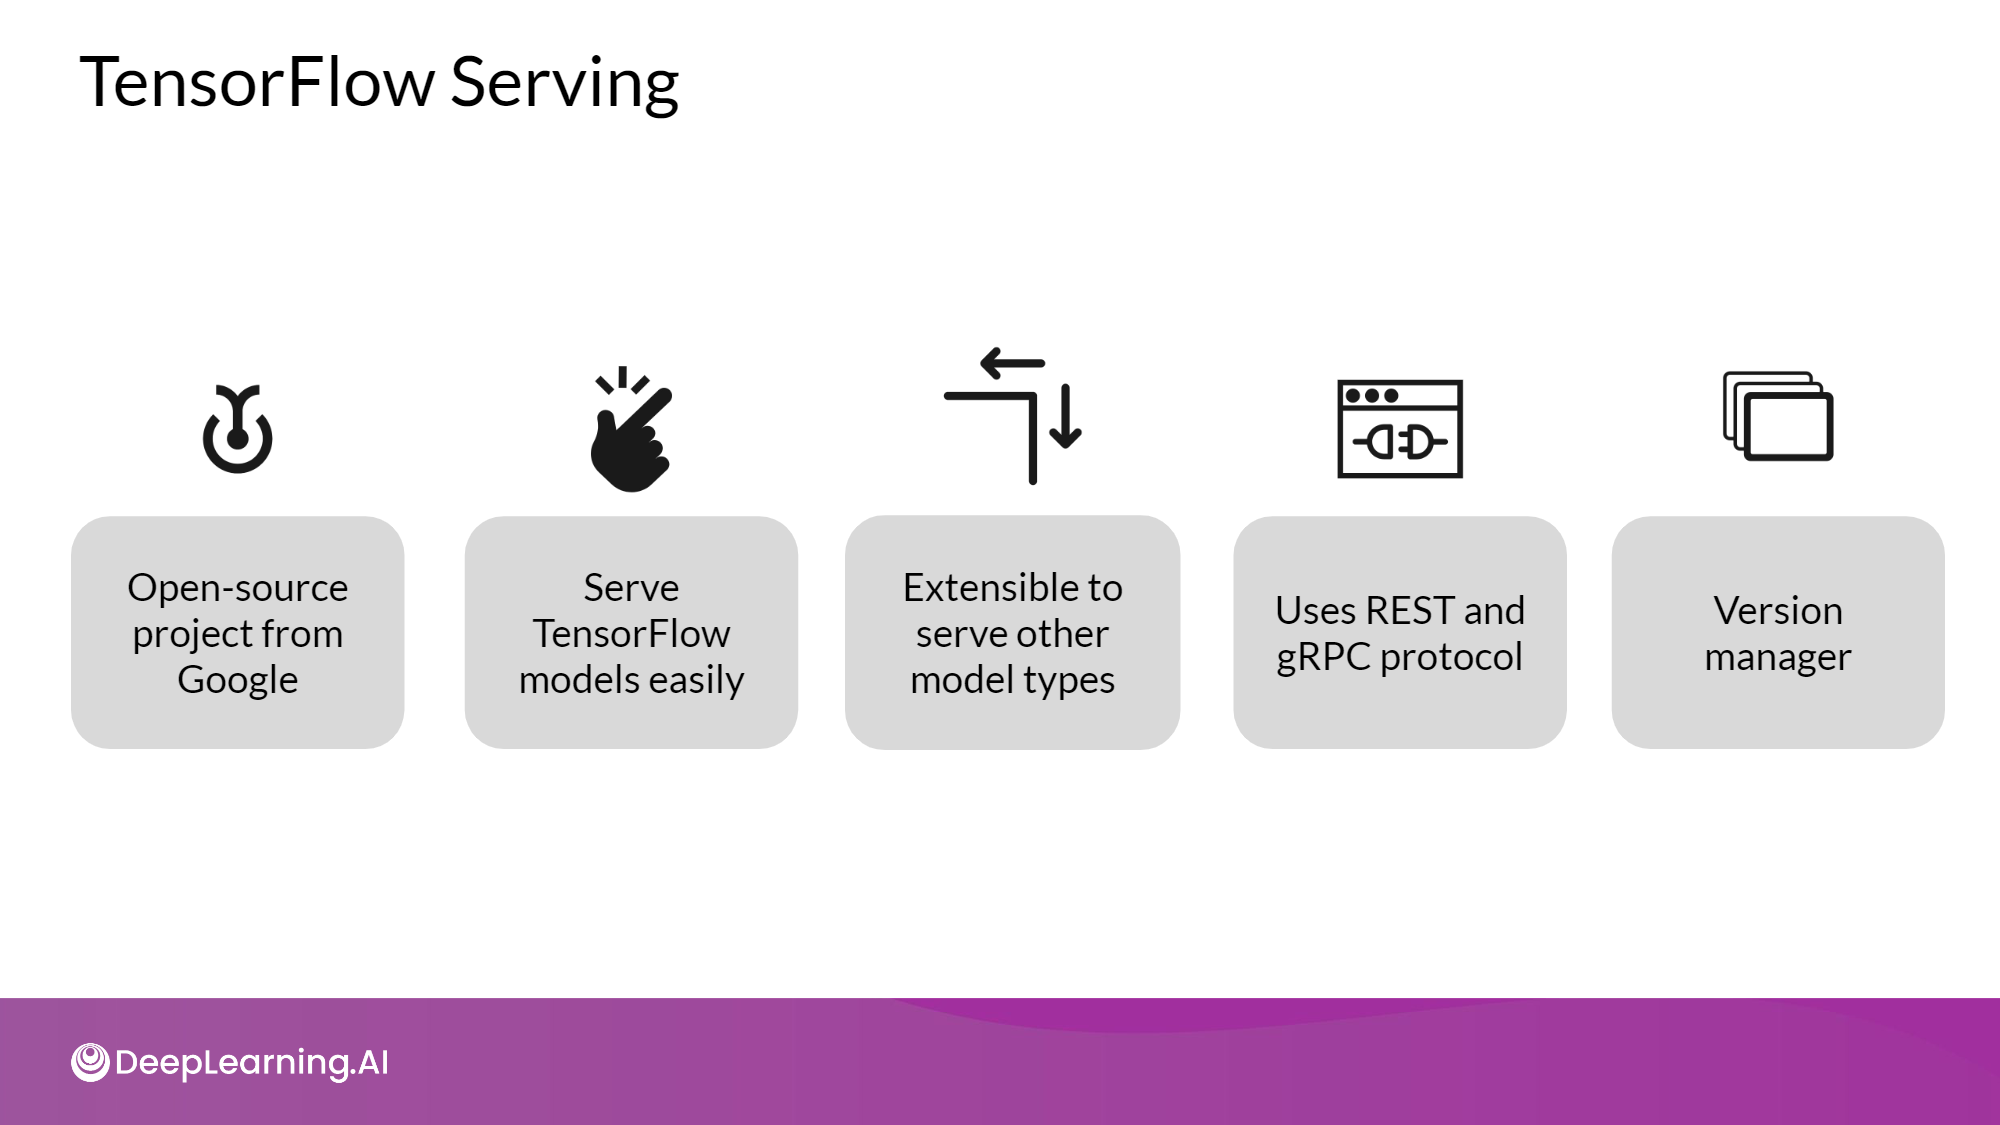 TensorFlow Serving
Open-source
project from
Google
Serve
TensorFlow
models easily
Extensible to
serve other
model types
Uses REST and
gRPC protocol
Version
manager
DeepLearning.AI